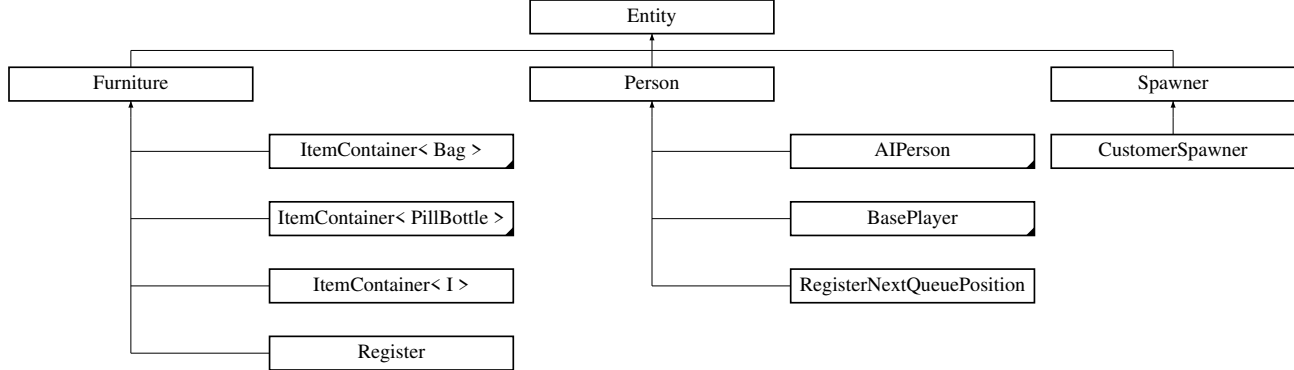 Entity
Furniture
Person
Spawner
ItemContainer< Bag >
AIPerson
CustomerSpawner
ItemContainer< PillBottle >
BasePlayer
ItemContainer< I >
RegisterNextQueuePosition
Register